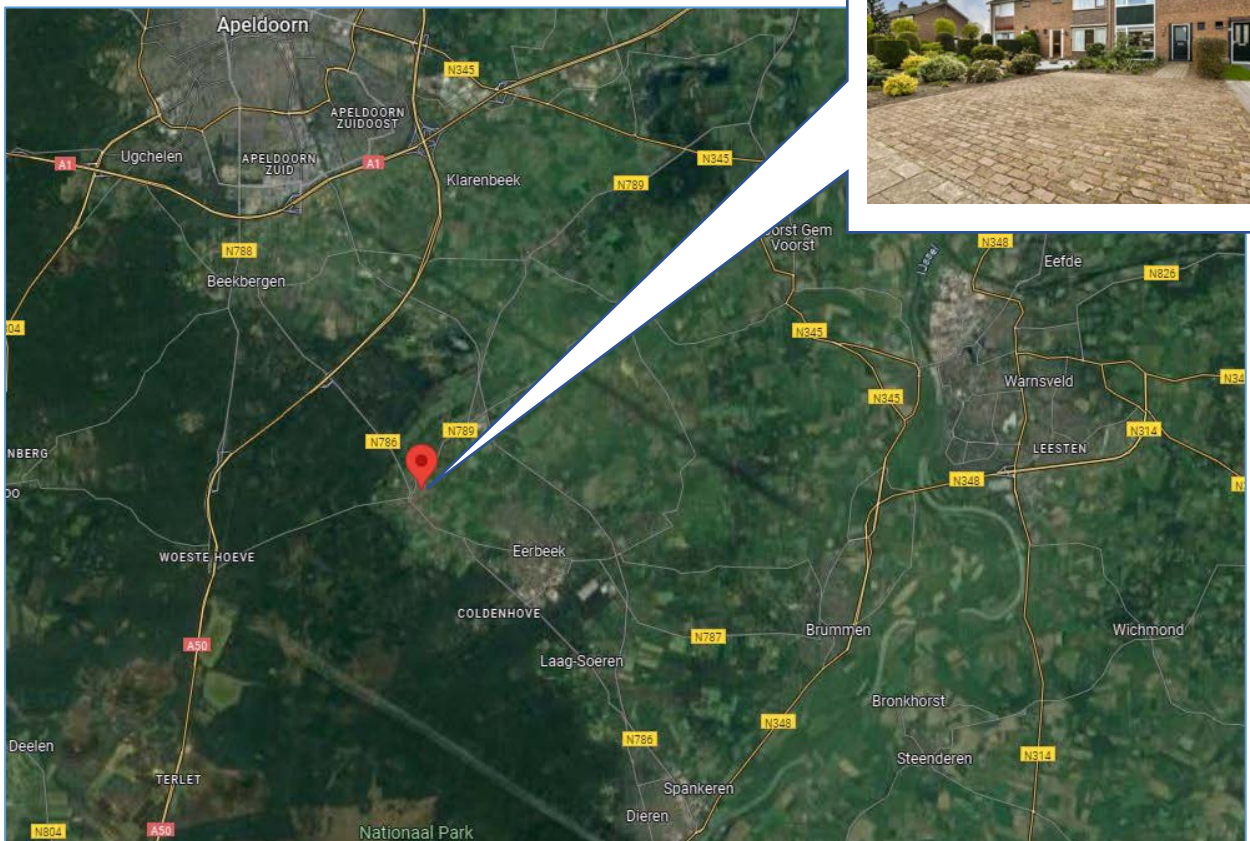 Apeldoorn
N345
APELDOORN
ZUIDOOST
Ugchelen
A1
APELDOORN
ZUID
A1
Klarenbeek
N345
N789
N788
Beekbergen
Voorst Gem
Voorst
IJssel
N348
Eefde
N826
N345
Warnsveld
N345
N314
LEESTEN
N786
N789
N348
WOESTE HOEVE
Eerbeek
COLDENHOVE
A50
Laag-Soeren
N787
Brummen
Wichmond
Bronkhorst
N348
Deelen
N786
Steenderen
N314
TERLET
Spankeren
Dieren
N804
A50
Nationaal Park